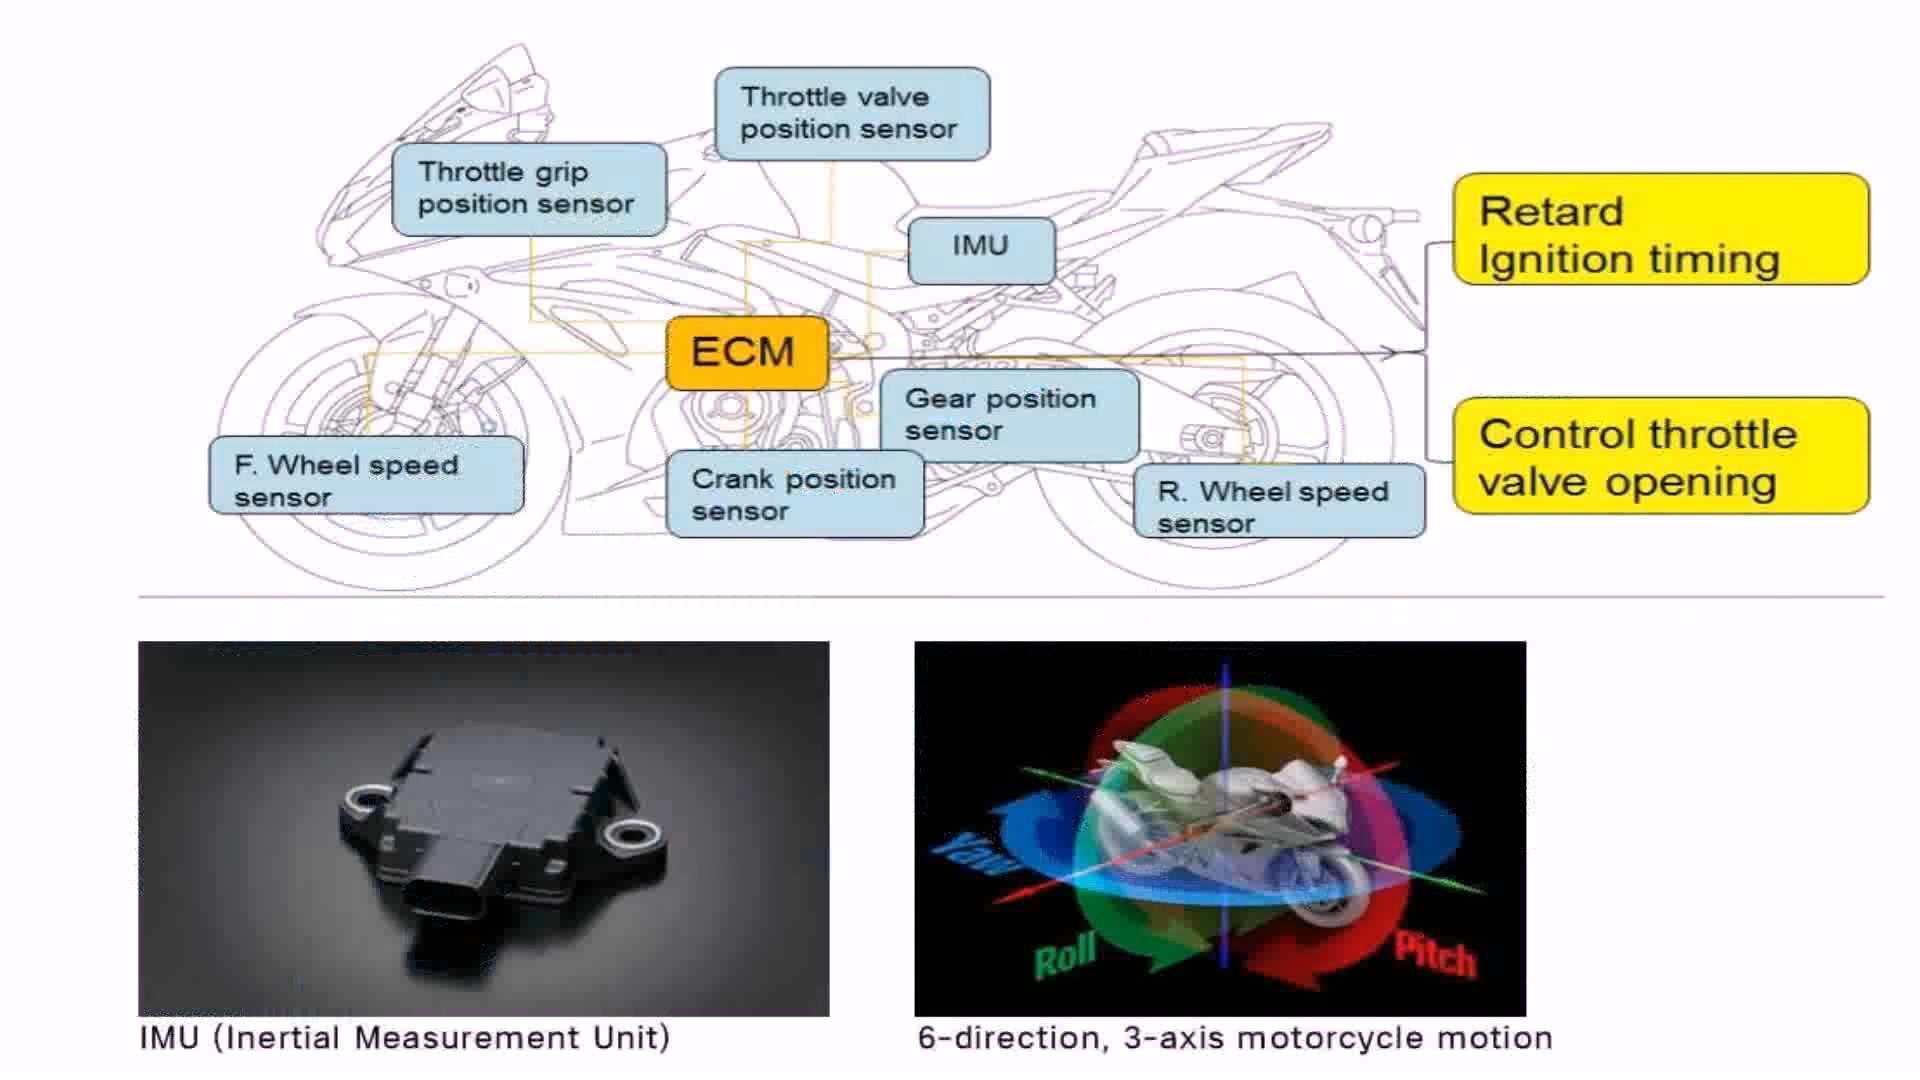 Throttle valve
position sensor
Throttle grip
position sensor
Retard
Ignition timing
IMU
ECM
Gear position
sensor
Control throttle
valve opening
F. Wheel speed
sensor
Crank position
sensor
R. Wheel speed
sensor
Yaw
Roll
Pitch
IMU (Inertial Measurement Unit)
6-direction, 3-axis motorcycle motion